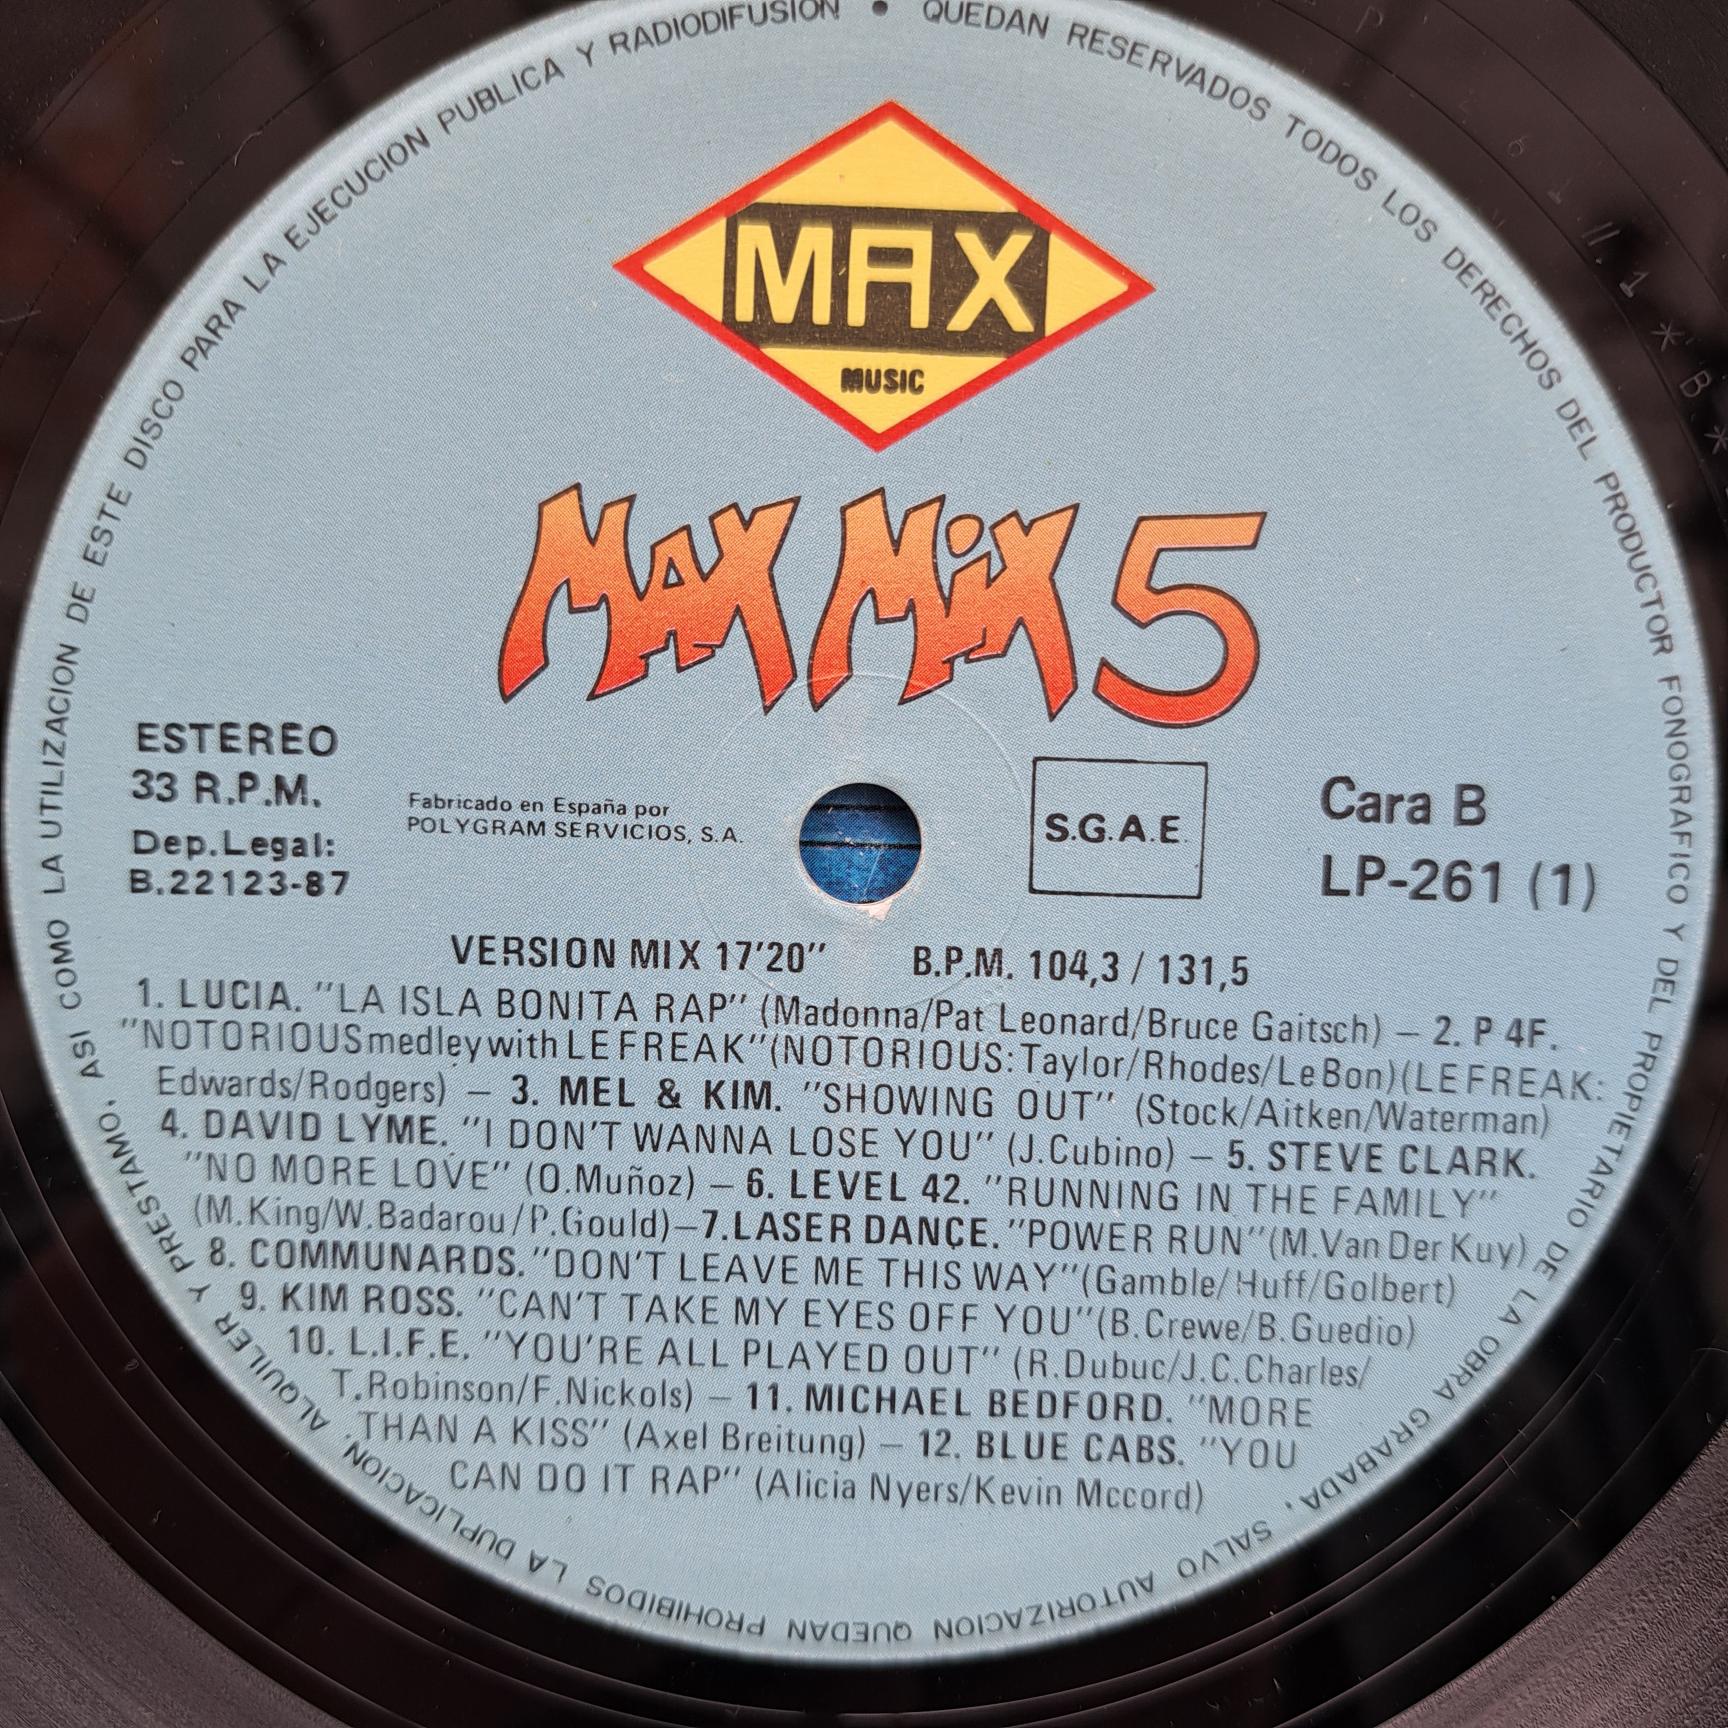 QUEDAN RESERVADOS TODOS LOS DERECHOS DEL PRODUCTOR FONOGRAFICO Y DEL PROPIETARIO DE LA OBRA GRABADA. SALVO AUTORIZACION QUEDAN PROHIBIDOS LA DUPLICACION, ALQUILER Y PRESTAMO, ASI COMO LA UTILIZACION DE ESTE DISCO PARA LA EJECUCION PUBLICA Y RADIODIFUSION •
MAX
MUSIC
MAX MiX 5
ESTEREO
33 R.P.M.
Dep.Legal:
B.22123-87
Fabricado en España por
POLYGRAM SERVICIOS, S.A.
S.G.A.E.
Cara B
LP-261 (1)
VERSION MIX 17'20" B.P.M. 104,3 / 131,5
1. LUCIA. "LA ISLA BONITA RAP" (Madonna/Pat Leonard/Bruce Gaitsch) – 2. P 4F.
"NOTORIOUS medley with LE FREAK" (NOTORIOUS: Taylor/Rhodes/Le Bon) (LE FREAK:
Edwards/Rodgers) – 3. MEL & KIM. "SHOWING OUT" (Stock/Aitken/Waterman)
4. DAVID LYME. "I DON'T WANNA LOSE YOU" (J.Cubino) – 5. STEVE CLARK.
"NO MORE LOVE" (O.Muñoz) – 6. LEVEL 42. "RUNNING IN THE FAMILY"
(M.King/W.Badarou/P.Gould)–7.LASER DANCE. "POWER RUN" (M.Van Der Kuy)
8. COMMUNARDS. "DON'T LEAVE ME THIS WAY" (Gamble/Huff/Golbert)
9. KIM ROSS. "CAN'T TAKE MY EYES OFF YOU" (B.Crewe/B.Guedio)
10. L.I.F.E. "YOU'RE ALL PLAYED OUT" (R.Dubuc/J.C.Charles/
T.Robinson/F.Nickols) – 11. MICHAEL BEDFORD. "MORE
THAN A KISS" (Axel Breitung) – 12. BLUE CABS. "YOU
CAN DO IT RAP" (Alicia Nyers/Kevin Mccord)